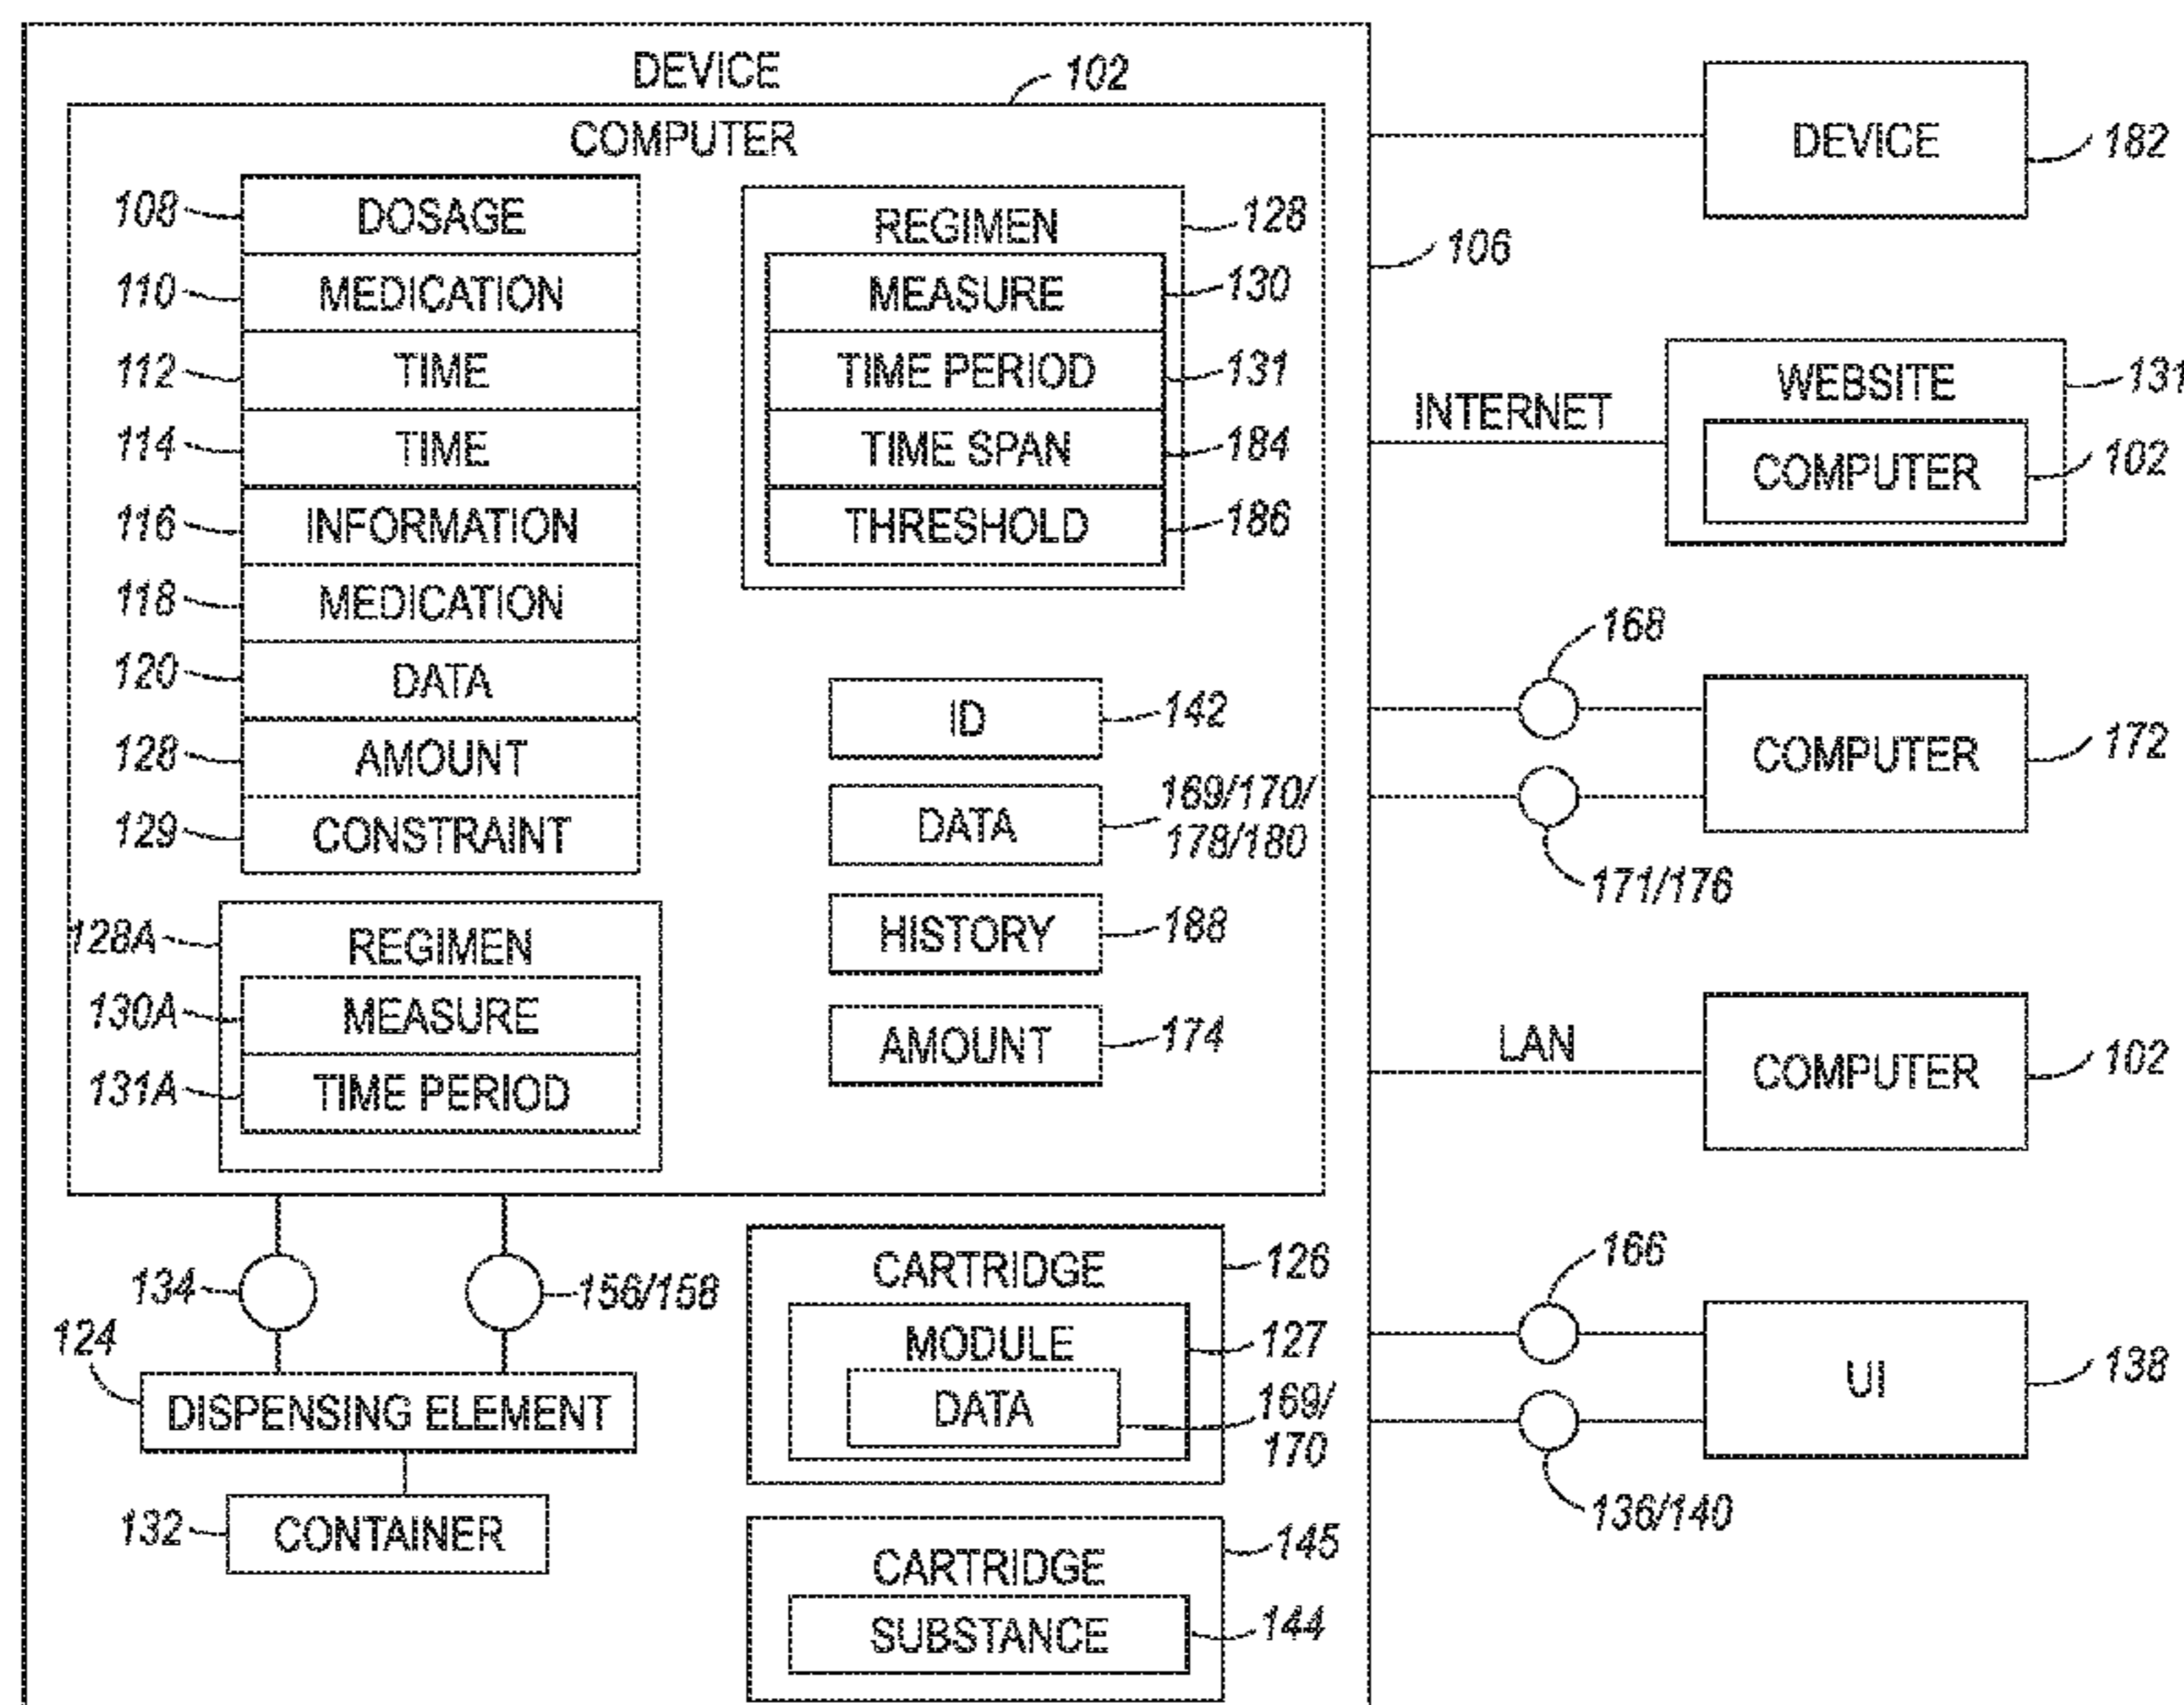 DEVICE
102
COMPUTER
108 DOSAGE
110 MEDICATION
112 TIME
114 TIME
116 INFORMATION
118 MEDICATION
120 DATA
128 AMOUNT
129 CONSTRAINT
128A REGIMEN
130A MEASURE
131A TIME PERIOD
REGIMEN 128
MEASURE 130
TIME PERIOD 131
TIME SPAN 184
THRESHOLD 186
ID 142
DATA 169/170/
178/180
HISTORY 188
AMOUNT 174
134
156/158
124
DISPENSING ELEMENT
132 CONTAINER
CARTRIDGE 126
MODULE 127
DATA 169/
170
CARTRIDGE 145
SUBSTANCE 144
106
DEVICE 182
INTERNET
WEBSITE 131
COMPUTER 102
168
COMPUTER 172
171/176
LAN
COMPUTER 102
166
UI 138
136/140